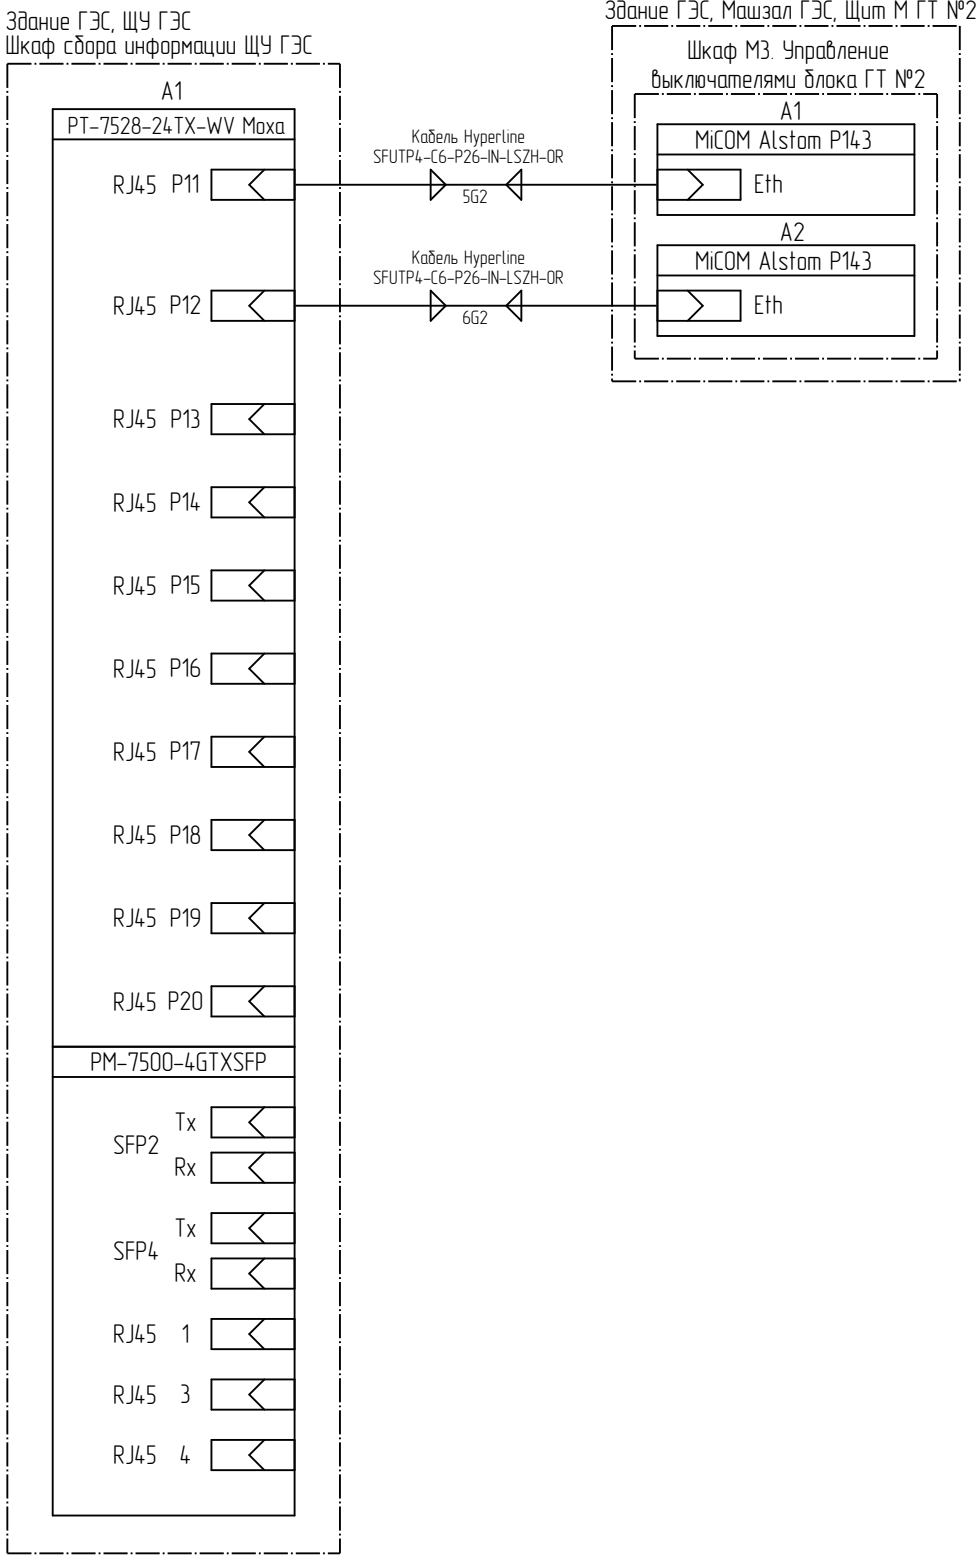 Здание ГЭС, ЩУ ГЭС
Шкаф сбора информации ЩУ ГЭС
A1
PT-7528-24TX-WV Moxa
RJ45 P11
RJ45 P12
RJ45 P13
RJ45 P14
RJ45 P15
RJ45 P16
RJ45 P17
RJ45 P18
RJ45 P19
RJ45 P20
PM-7500-4GTXSFP
SFP2
Tx
Rx
SFP4
Tx
Rx
RJ45 1
RJ45 3
RJ45 4
Кабель Hyperline
SFUTP4-C6-P26-IN-LSZH-OR
5G2
Кабель Hyperline
SFUTP4-C6-P26-IN-LSZH-OR
6G2
Здание ГЭС, Машзал ГЭС, Щит М ГТ №2
Шкаф М3. Управление
выключателями блока ГТ №2
A1
MiCOM Alstom P143
Eth
A2
MiCOM Alstom P143
Eth